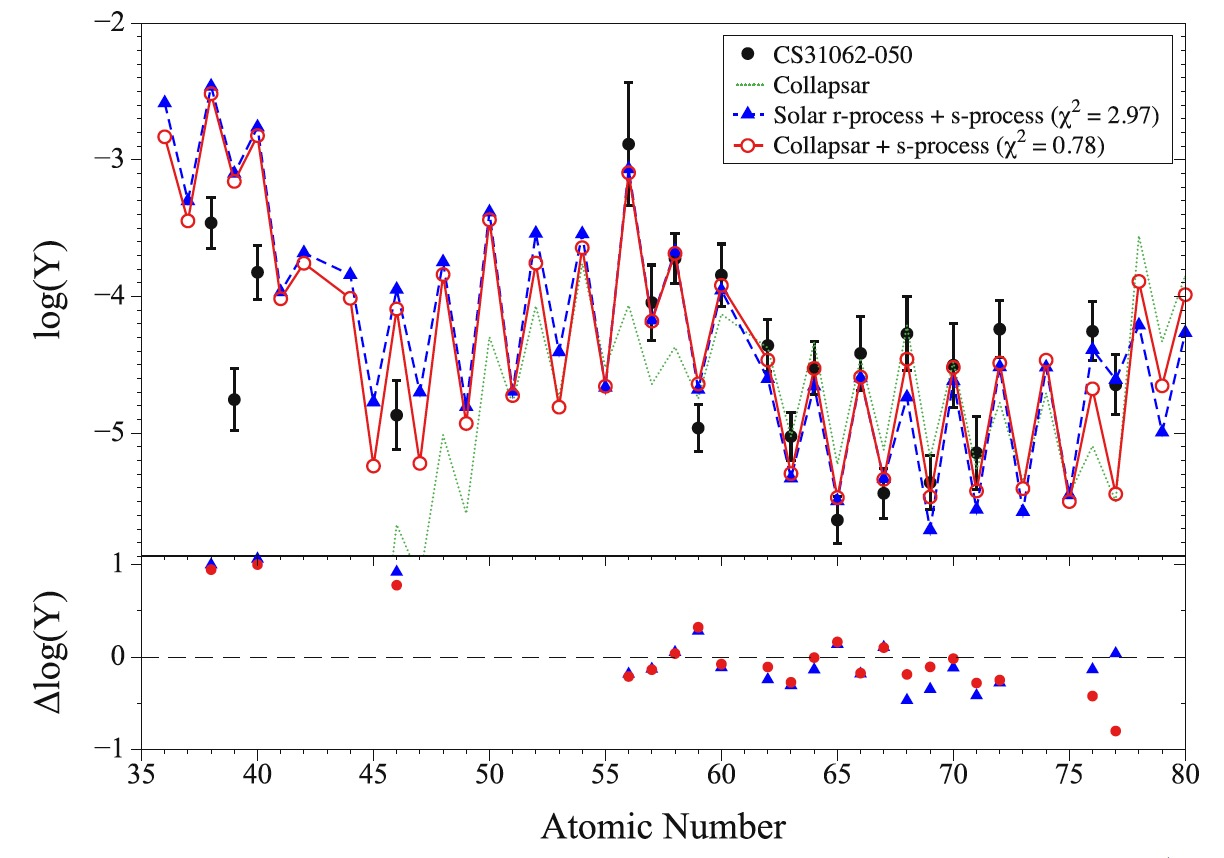 −2
−3
−4
−5
log(Y)
CS31062-050
Collapsar
Solar r-process + s-process (χ² = 2.97)
Collapsar + s-process (χ² = 0.78)
1
0
−1
Δlog(Y)
35 40 45 50 55 60 65 70 75 80
Atomic Number